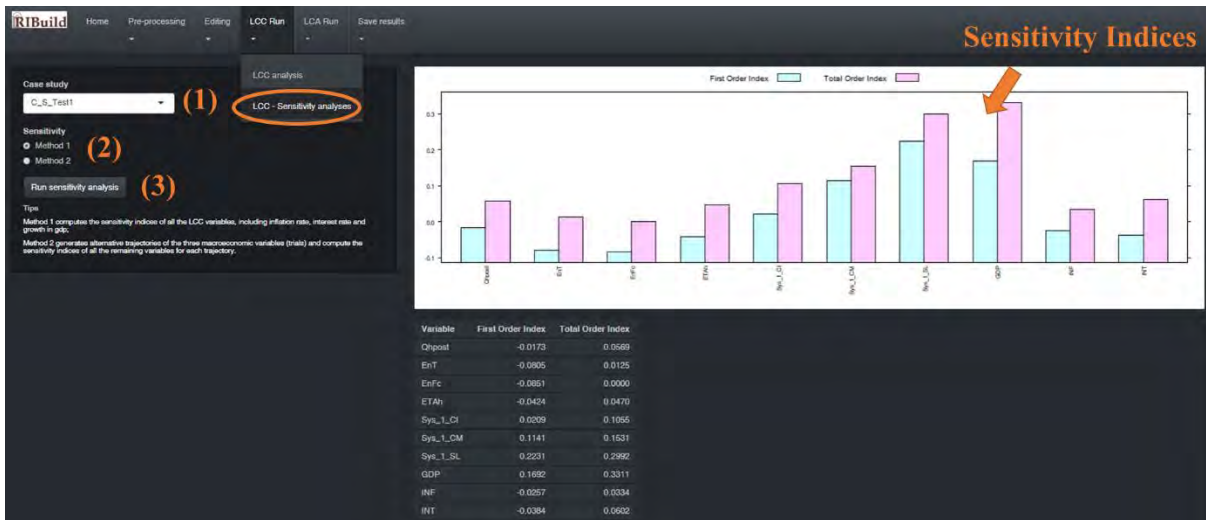 RIBuild Home Pre-processing Editing LCC Run LCA Run Save results
Sensitivity Indices
LCC analysis
LCC - Sensitivity analyses
Case study
C_S_Test1
(1)
Sensitivity
Method 1
Method 2
(2)
Run sensitivity analysis
(3)
Tips
Method 1 computes the sensitivity indices of all the LCC variables, including inflation rate, interest rate and
growth in gdp;
Method 2 generates alternative trajectories of the three macroeconomic variables (trials) and compute the
sensitivity indices of all the remaining variables for each trajectory.
First Order Index Total Order Index
0.3
0.2
0.1
0.0
-0.1
Qhpost EnT EnFc ETAh Sys_1_CI Sys_1_CM Sys_1_SL GDP INF INT
Variable First Order Index Total Order Index
Qhpost -0.0173 0.0569
EnT -0.0805 0.0125
EnFc -0.0851 0.0000
ETAh -0.0424 0.0470
Sys_1_CI 0.0209 0.1055
Sys_1_CM 0.1141 0.1531
Sys_1_SL 0.2231 0.2992
GDP 0.1692 0.3311
INF -0.0257 0.0334
INT -0.0384 0.0602